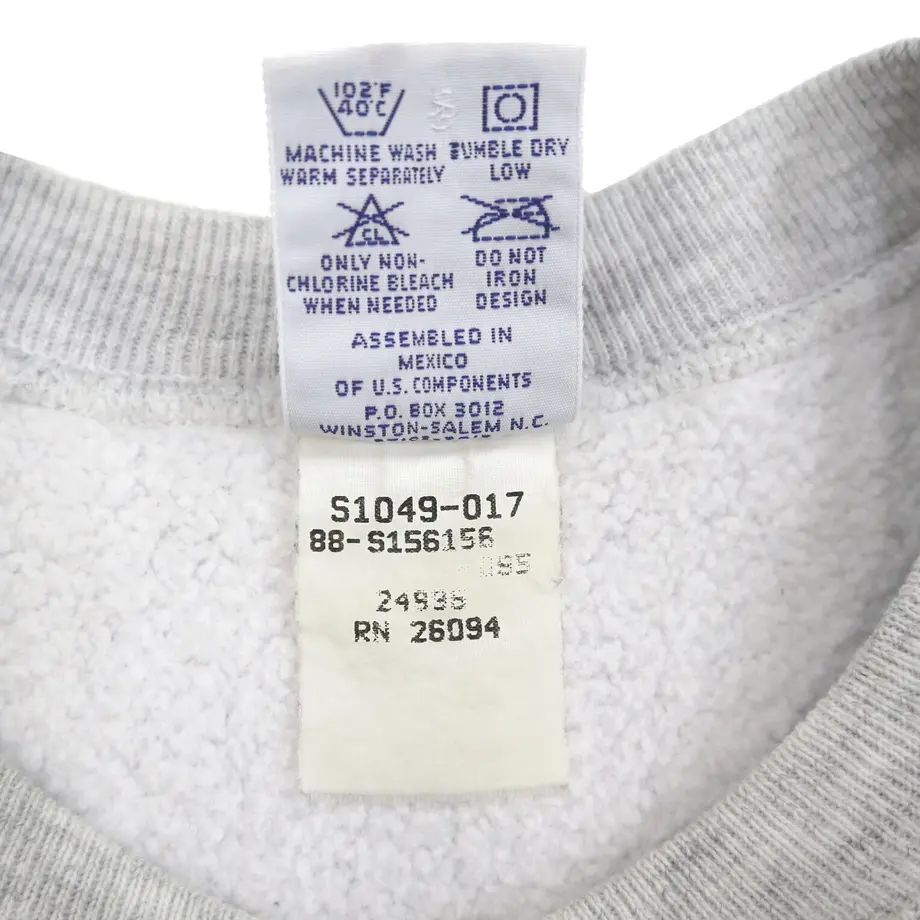 102°F
40°C
MACHINE WASH
WARM SEPARATELY
TUMBLE DRY
LOW
CL
ONLY NON-
CHLORINE BLEACH
WHEN NEEDED
DO NOT
IRON
DESIGN
ASSEMBLED IN
MEXICO
OF U.S. COMPONENTS
P.O. BOX 3012
WINSTON-SALEM N.C.
S1049-017
88-S156156
RN 26094